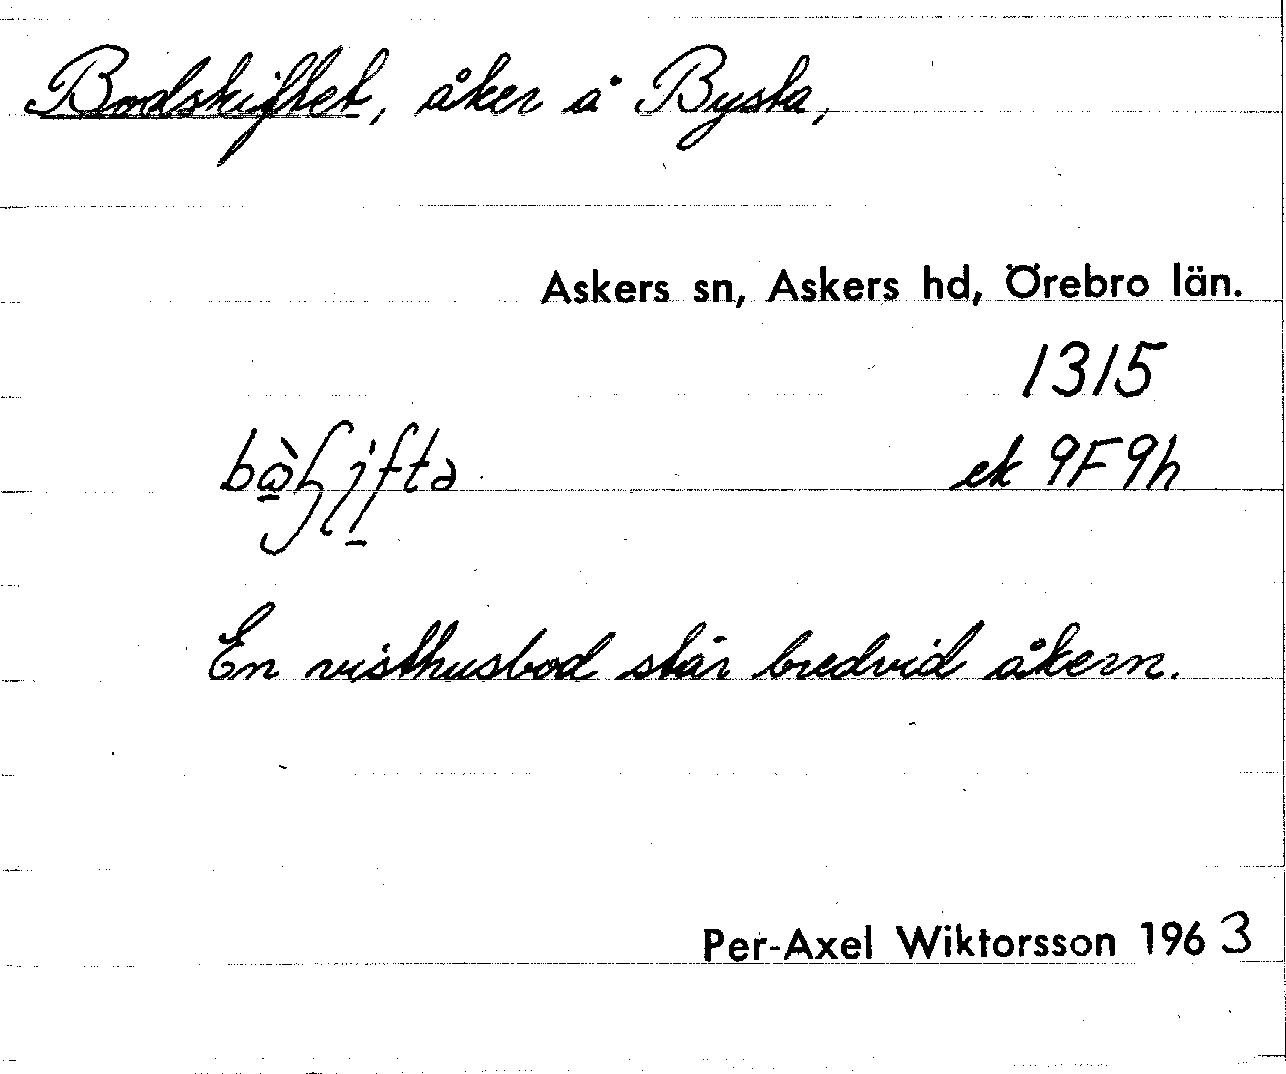 Bodskiftet, åker å Bysta,
Askers sn, Askers hd, Örebro län.
1315
ek 9F9h
En visthusbod står bredvid åkern.
Per-Axel Wiktorsson 1963